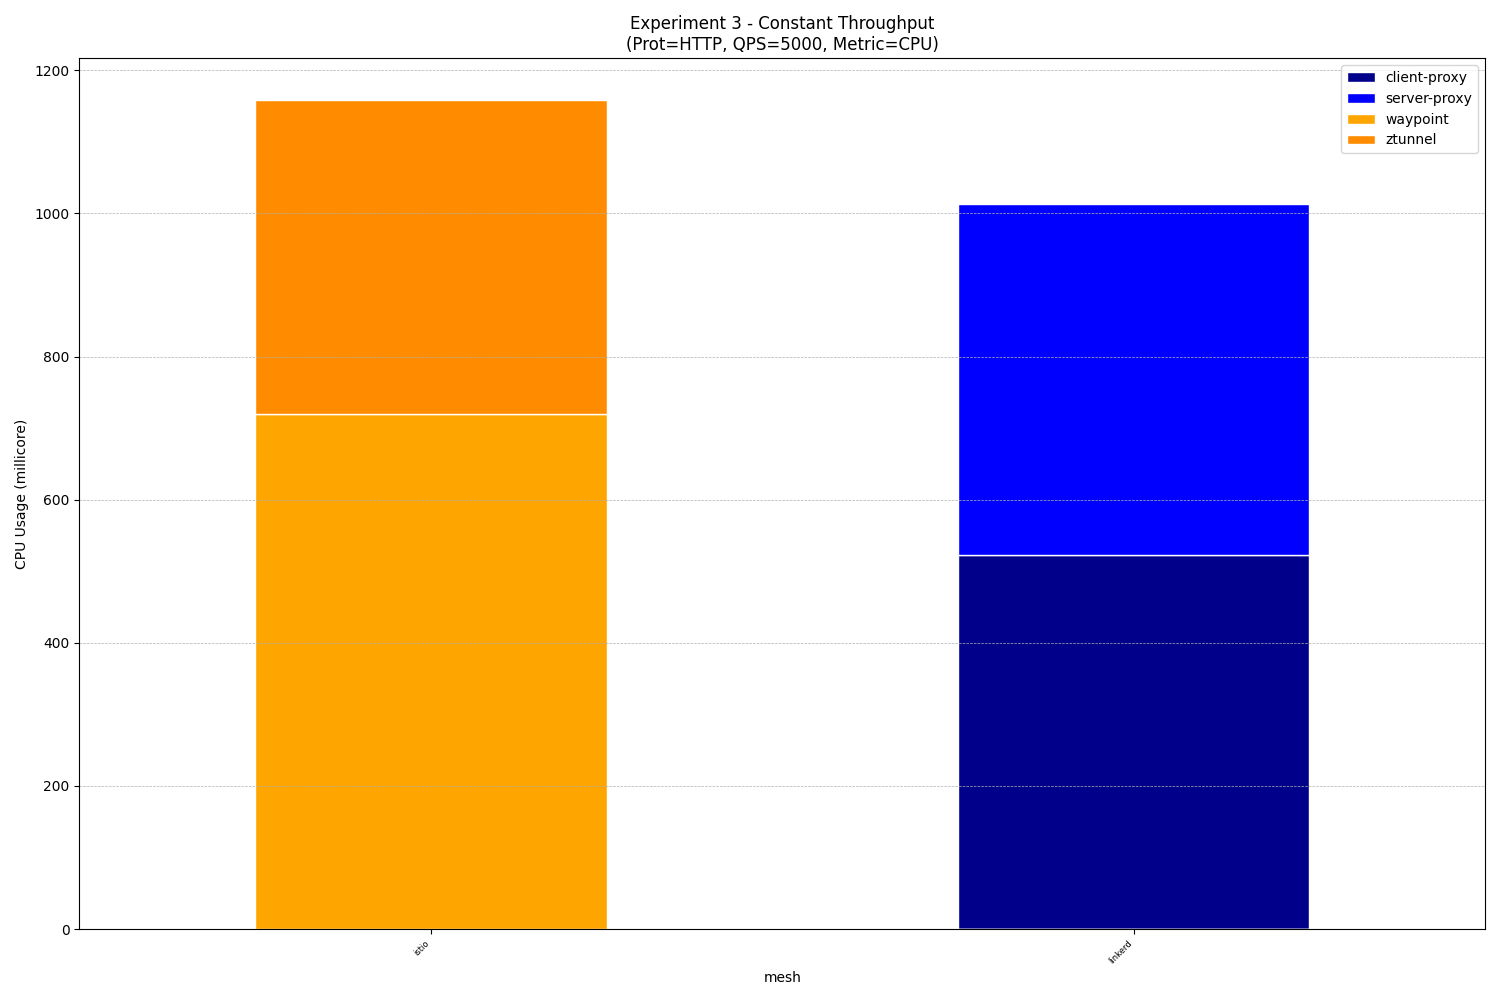 Experiment 3 - Constant Throughput
(Prot=HTTP, QPS=5000, Metric=CPU)
client-proxy
server-proxy
waypoint
ztunnel
CPU Usage (millicore)
1200
1000
800
600
400
200
0
istio
linkerd
mesh